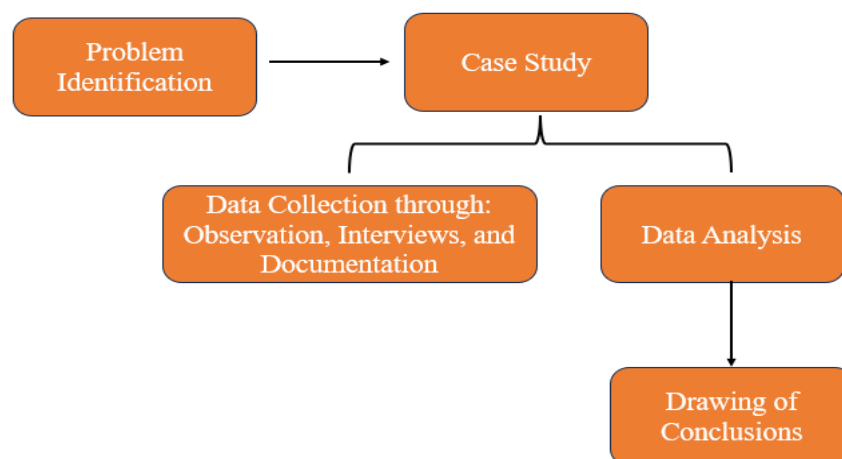 Problem
Identification
Case Study
Data Collection through:
Observation, Interviews, and
Documentation
Data Analysis
Drawing of
Conclusions